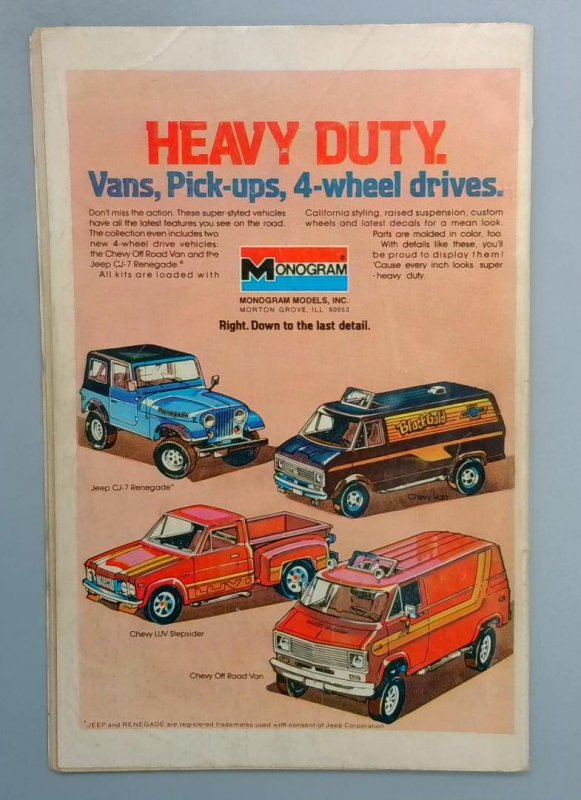 HEAVY DUTY.
Vans, Pick-ups, 4-wheel drives.
Don't miss the action. These super-styled vehicles
have all the latest features you see on the road.
The collection even includes two
new 4-wheel drive vehicles:
the Chevy Off Road Van and the
Jeep CJ-7 Renegade.*
All kits are loaded with
California styling, raised suspension, custom
wheels and latest decals for a mean look.
Parts are molded in color, too.
With details like these, you'll
be proud to display them!
'Cause every inch looks super
-heavy duty.
MONOGRAM®
MONOGRAM MODELS, INC.
MORTON GROVE, ILL 60053
Right. Down to the last detail.
Renegade
Black Gold
Jeep CJ-7 Renegade*
Chevy Van
LUV
Chevy LUV Stepsider
Chevy Off Road Van
*JEEP and RENEGADE are registered trademarks used with consent of Jeep Corporation